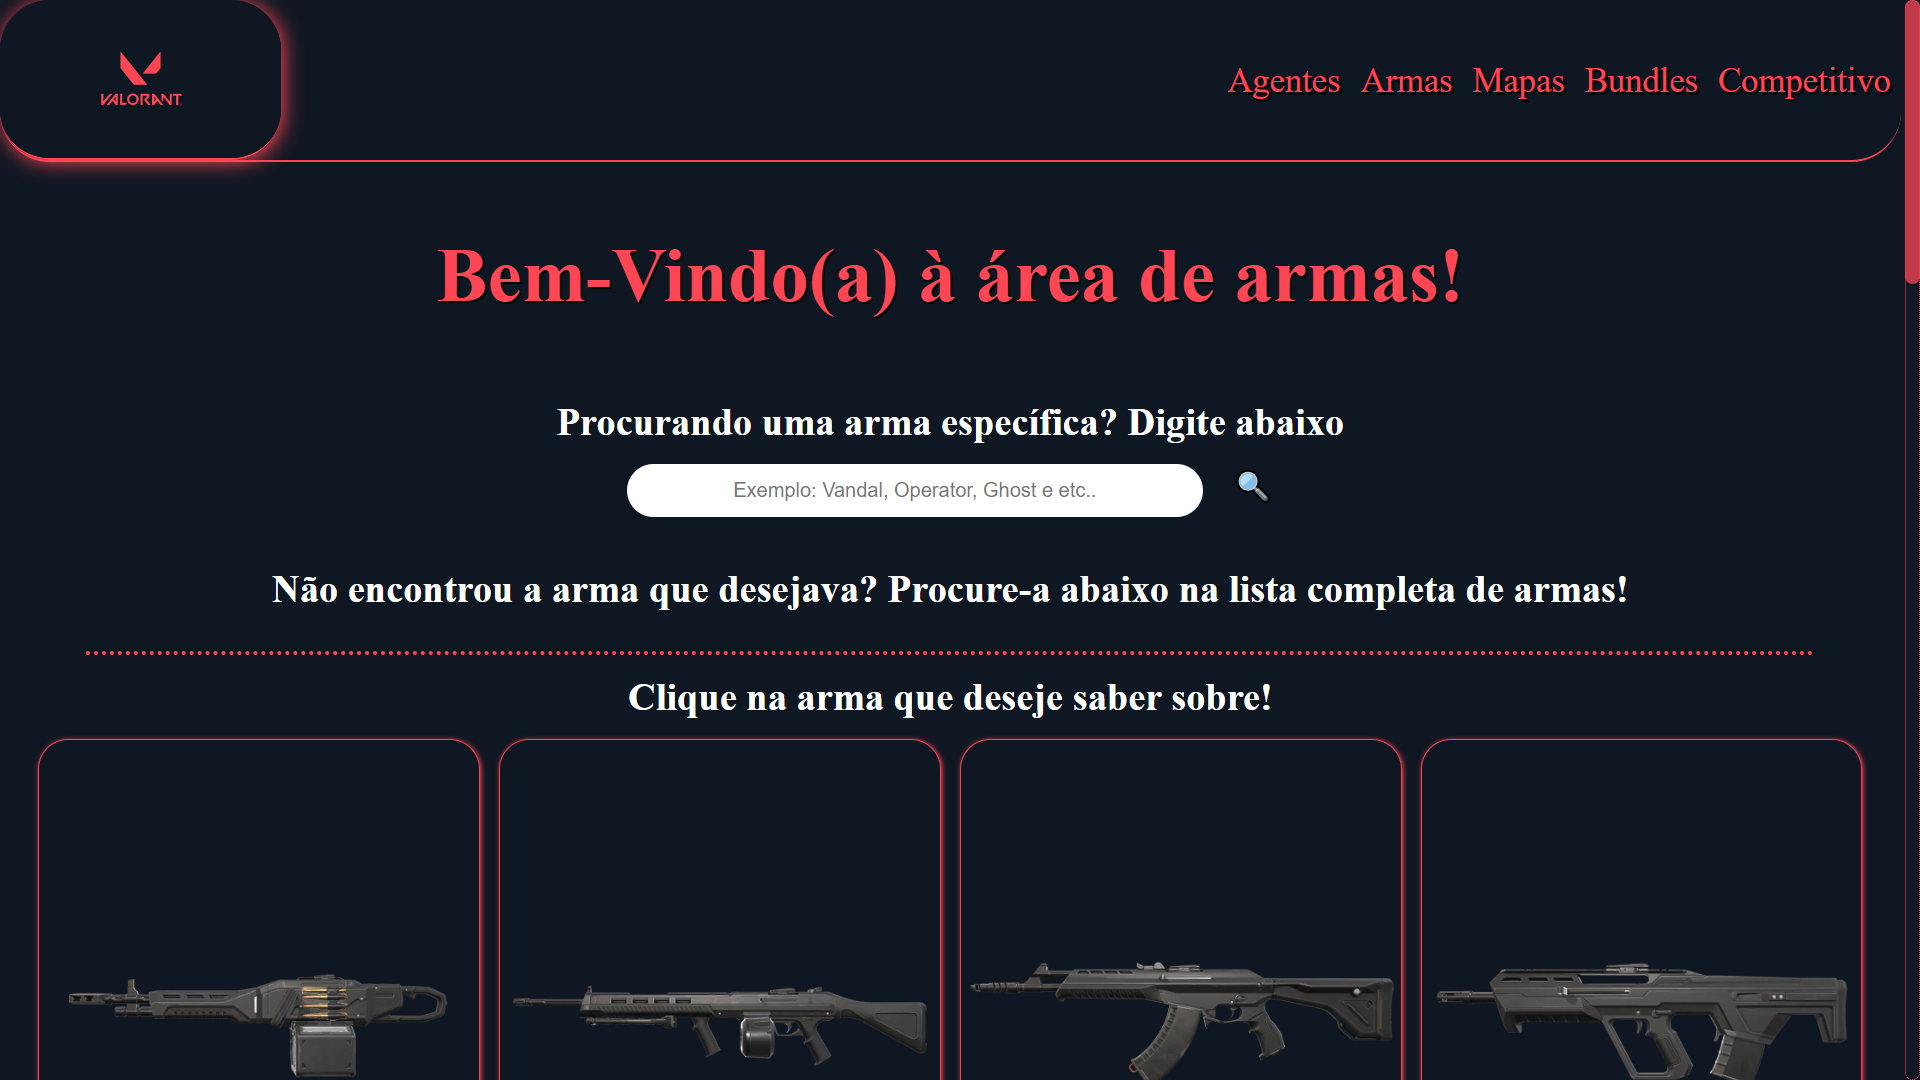 VALORANT
Agentes Armas Mapas Bundles Competitivo
Bem-Vindo(a) à área de armas!
Procurando uma arma específica? Digite abaixo
Exemplo: Vandal, Operator, Ghost e etc..
Não encontrou a arma que desejava? Procure-a abaixo na lista completa de armas!
Clique na arma que deseje saber sobre!